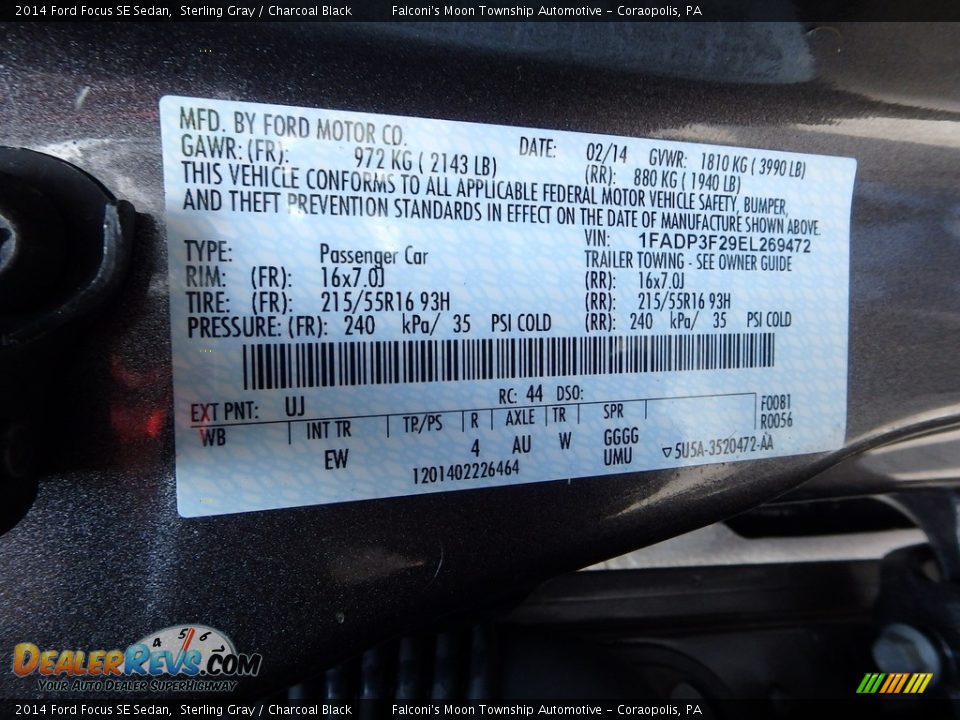 2014 Ford Focus SE Sedan,  Sterling Gray / Charcoal Black        Falconi's Moon Township Automotive - Coraopolis, PA
MFD. BY FORD MOTOR CO.  DATE: 02/14  GVWR: 1810 KG ( 3990 LB)
GAWR: (FR): 972 KG ( 2143 LB)  (RR): 880 KG ( 1940 LB)
THIS VEHICLE CONFORMS TO ALL APPLICABLE FEDERAL MOTOR VEHICLE SAFETY, BUMPER,
AND THEFT PREVENTION STANDARDS IN EFFECT ON THE DATE OF MANUFACTURE SHOWN ABOVE.
VIN: 1FADP3F29EL269472
TYPE: Passenger Car  TRAILER TOWING - SEE OWNER GUIDE
RIM: (FR): 16x7.0J  (RR): 16x7.0J
TIRE: (FR): 215/55R16 93H  (RR): 215/55R16 93H
PRESSURE: (FR): 240 kPa/ 35 PSI COLD  (RR): 240 kPa/ 35 PSI COLD
EXT PNT: UJ  RC: 44 DSO:  F0081
WB  INT TR  TP/PS  R  AXLE  TR  SPR  R0056
EW  4  AU  W  GGGG
UMU  ▽5U5A-3520472-AA
1201402226464
4 5 6
DEALERREVS.COM
YOUR AUTO DEALER SUPERHIGHWAY
2014 Ford Focus SE Sedan,  Sterling Gray / Charcoal Black        Falconi's Moon Township Automotive - Coraopolis, PA